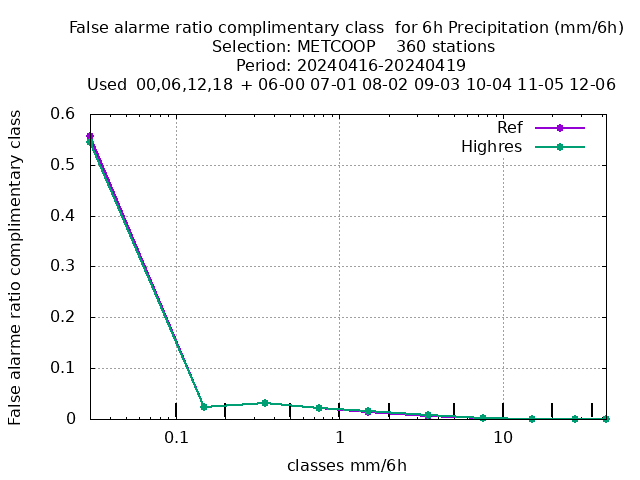 False alarme ratio complimentary class  for 6h Precipitation (mm/6h)
Selection: METCOOP    360 stations
Period: 20240416-20240419
Used  00,06,12,18 + 06-00 07-01 08-02 09-03 10-04 11-05 12-06
False alarme ratio complimentary class
0.6
0.5
0.4
0.3
0.2
0.1
0
Ref
Highres
0.1
1
10
classes mm/6h